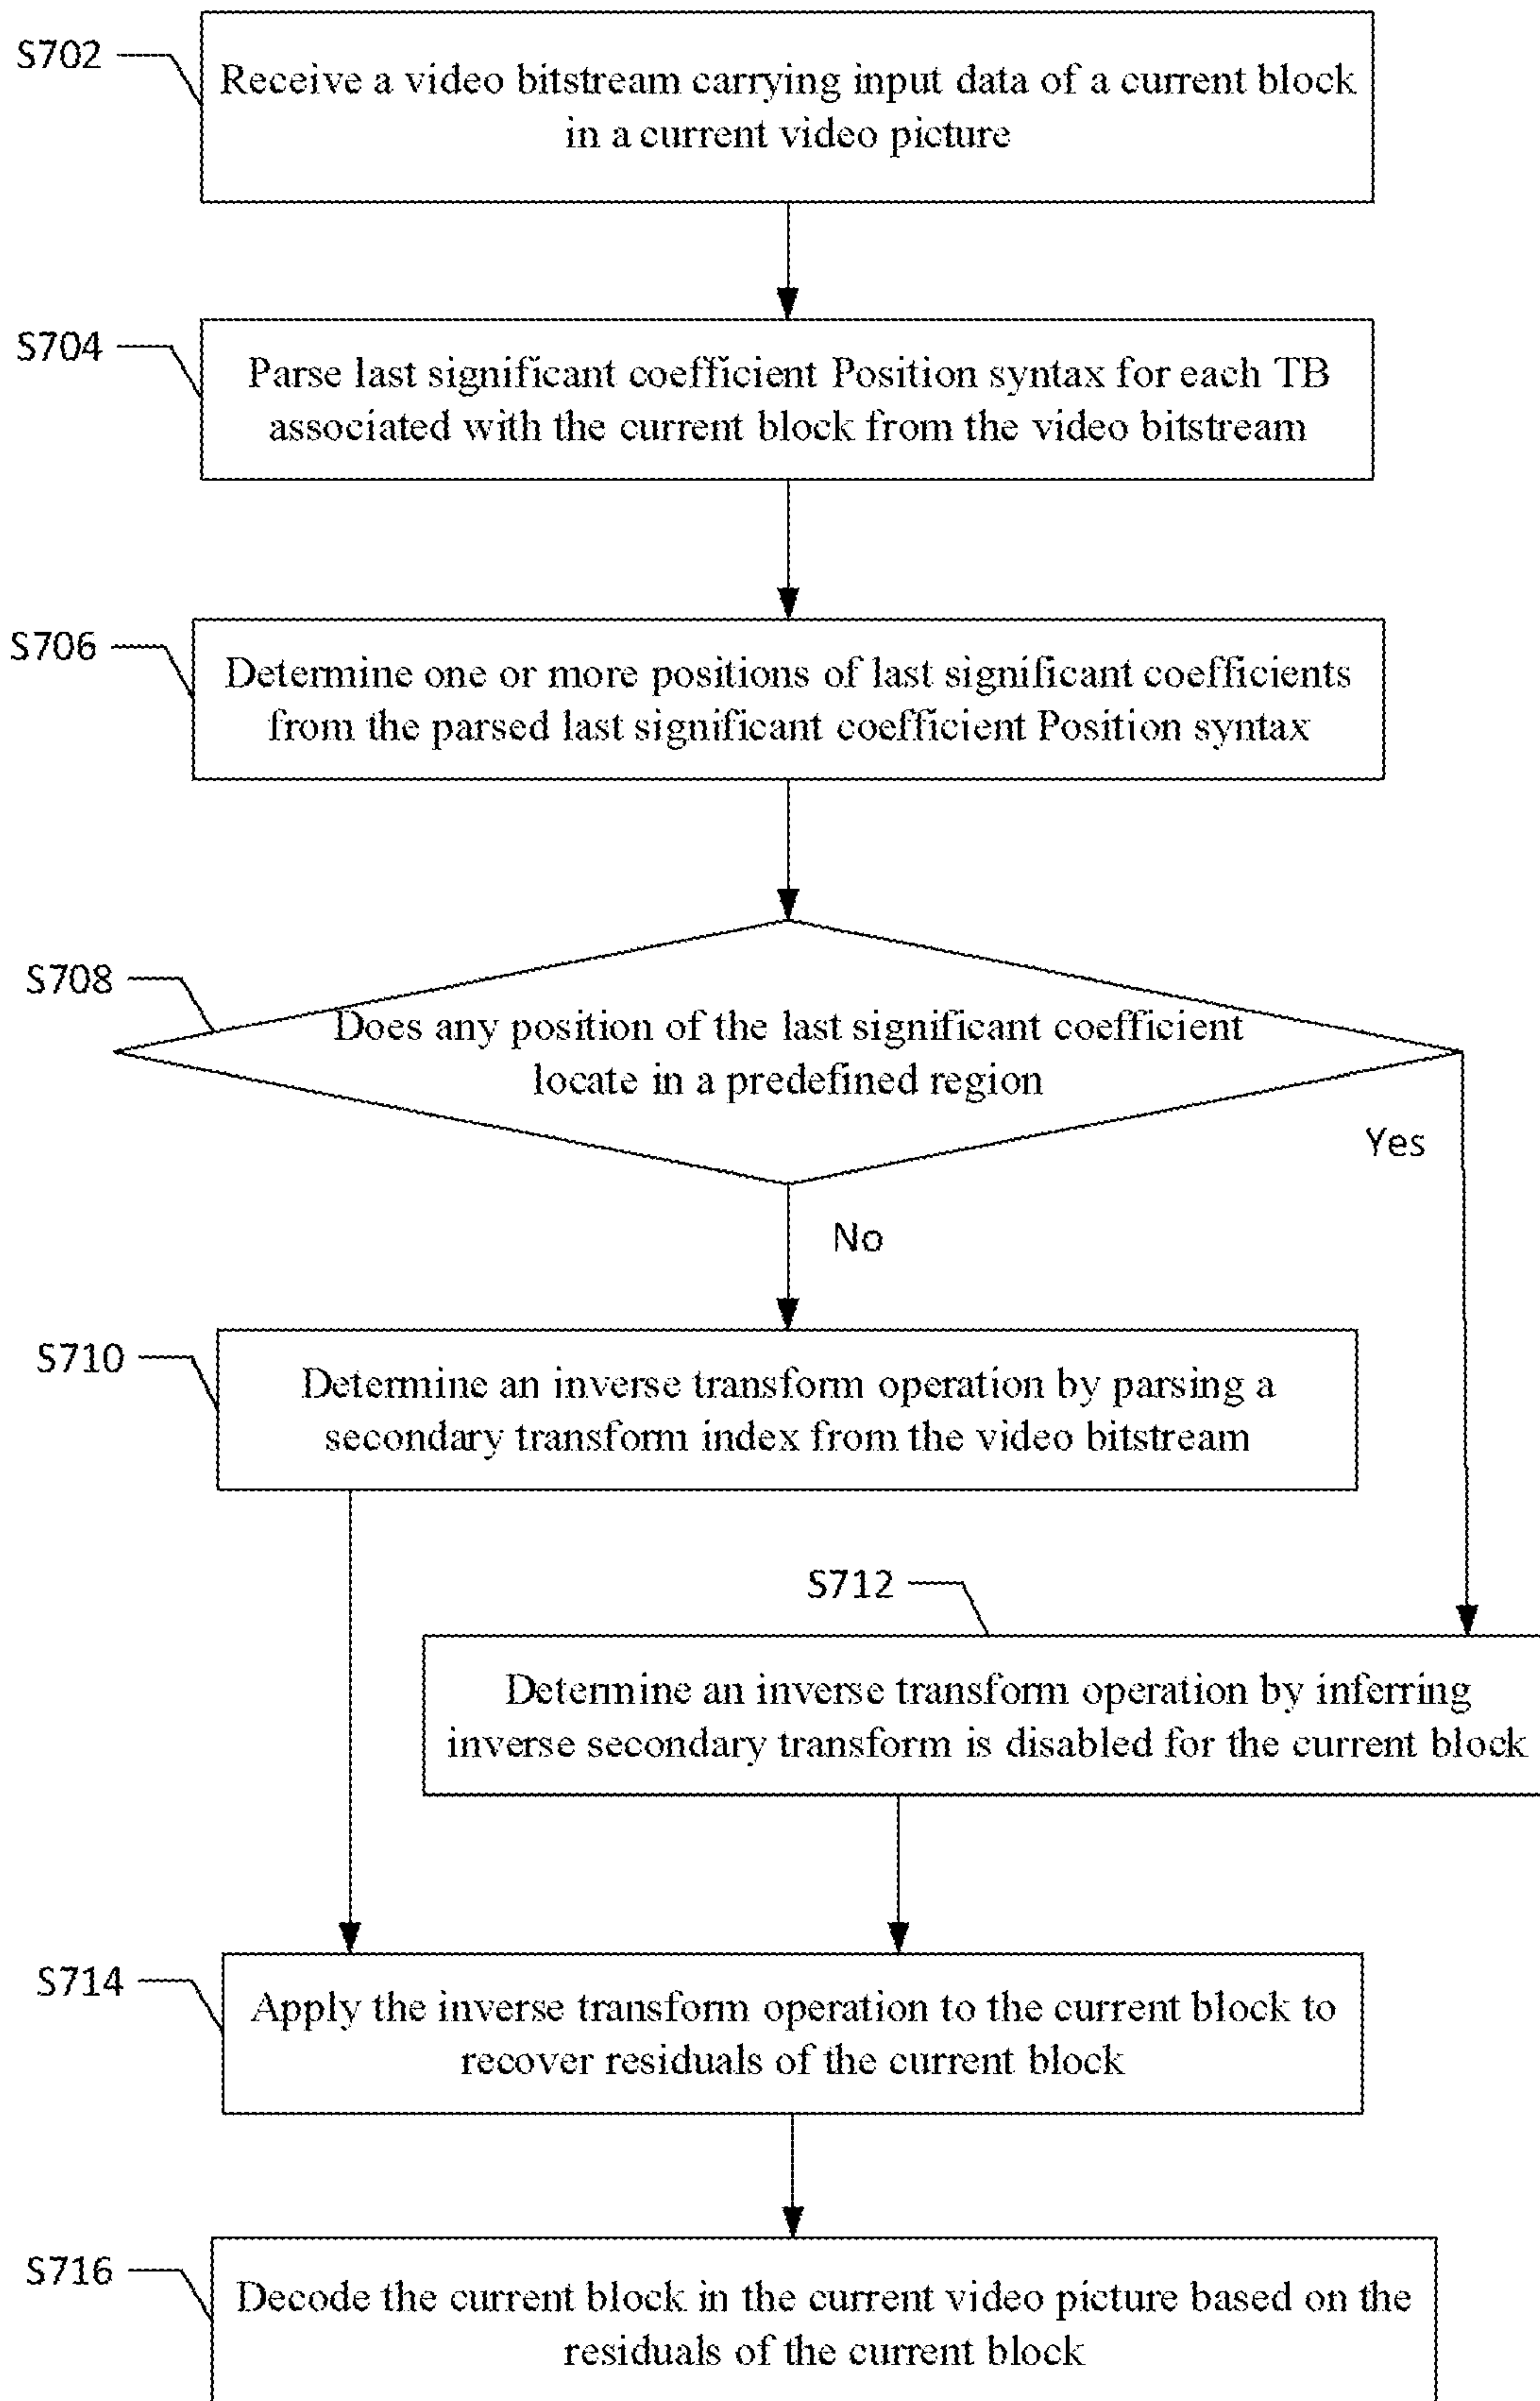 S702
Receive a video bitstream carrying input data of a current block
in a current video picture
S704
Parse last significant coefficient Position syntax for each TB
associated with the current block from the video bitstream
S706
Determine one or more positions of last significant coefficients
from the parsed last significant coefficient Position syntax
S708
Does any position of the last significant coefficient
locate in a predefined region
Yes
No
S710
Determine an inverse transform operation by parsing a
secondary transform index from the video bitstream
S712
Determine an inverse transform operation by inferring
inverse secondary transform is disabled for the current block
S714
Apply the inverse transform operation to the current block to
recover residuals of the current block
S716
Decode the current block in the current video picture based on the
residuals of the current block